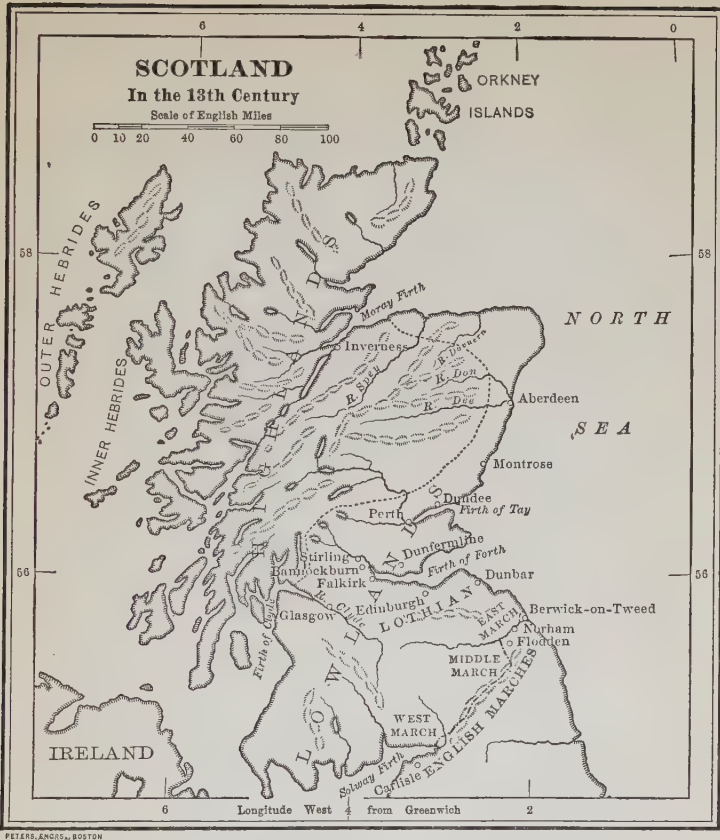 6 4 2 0
SCOTLAND
In the 13th Century
Scale of English Miles
0 10 20 40 60 80 100
ORKNEY
ISLANDS
58
58
OUTER HEBRIDES
INNER HEBRIDES
HIGHLANDS
Moray Firth
NORTH
SEA
Inverness
R. Spey
R. Don
R. Dee
Aberdeen
Montrose
Dundee
Firth of Tay
Perth
Dunfermline
Stirling
Firth of Forth
56
56
Bannockburn
Falkirk
Dunbar
Edinburgh
LOTHIAN
R. Clyde
Glasgow
Firth of Clyde
LOWLANDS
EAST
MARCH
Berwick-on-Tweed
Norham
Flodden
MIDDLE
MARCH
WEST
MARCH
ENGLISH MARCHES
Solway Firth
Carlisle
IRELAND
6 4 2
Longitude West from Greenwich
PETERS, ENGRS., BOSTON